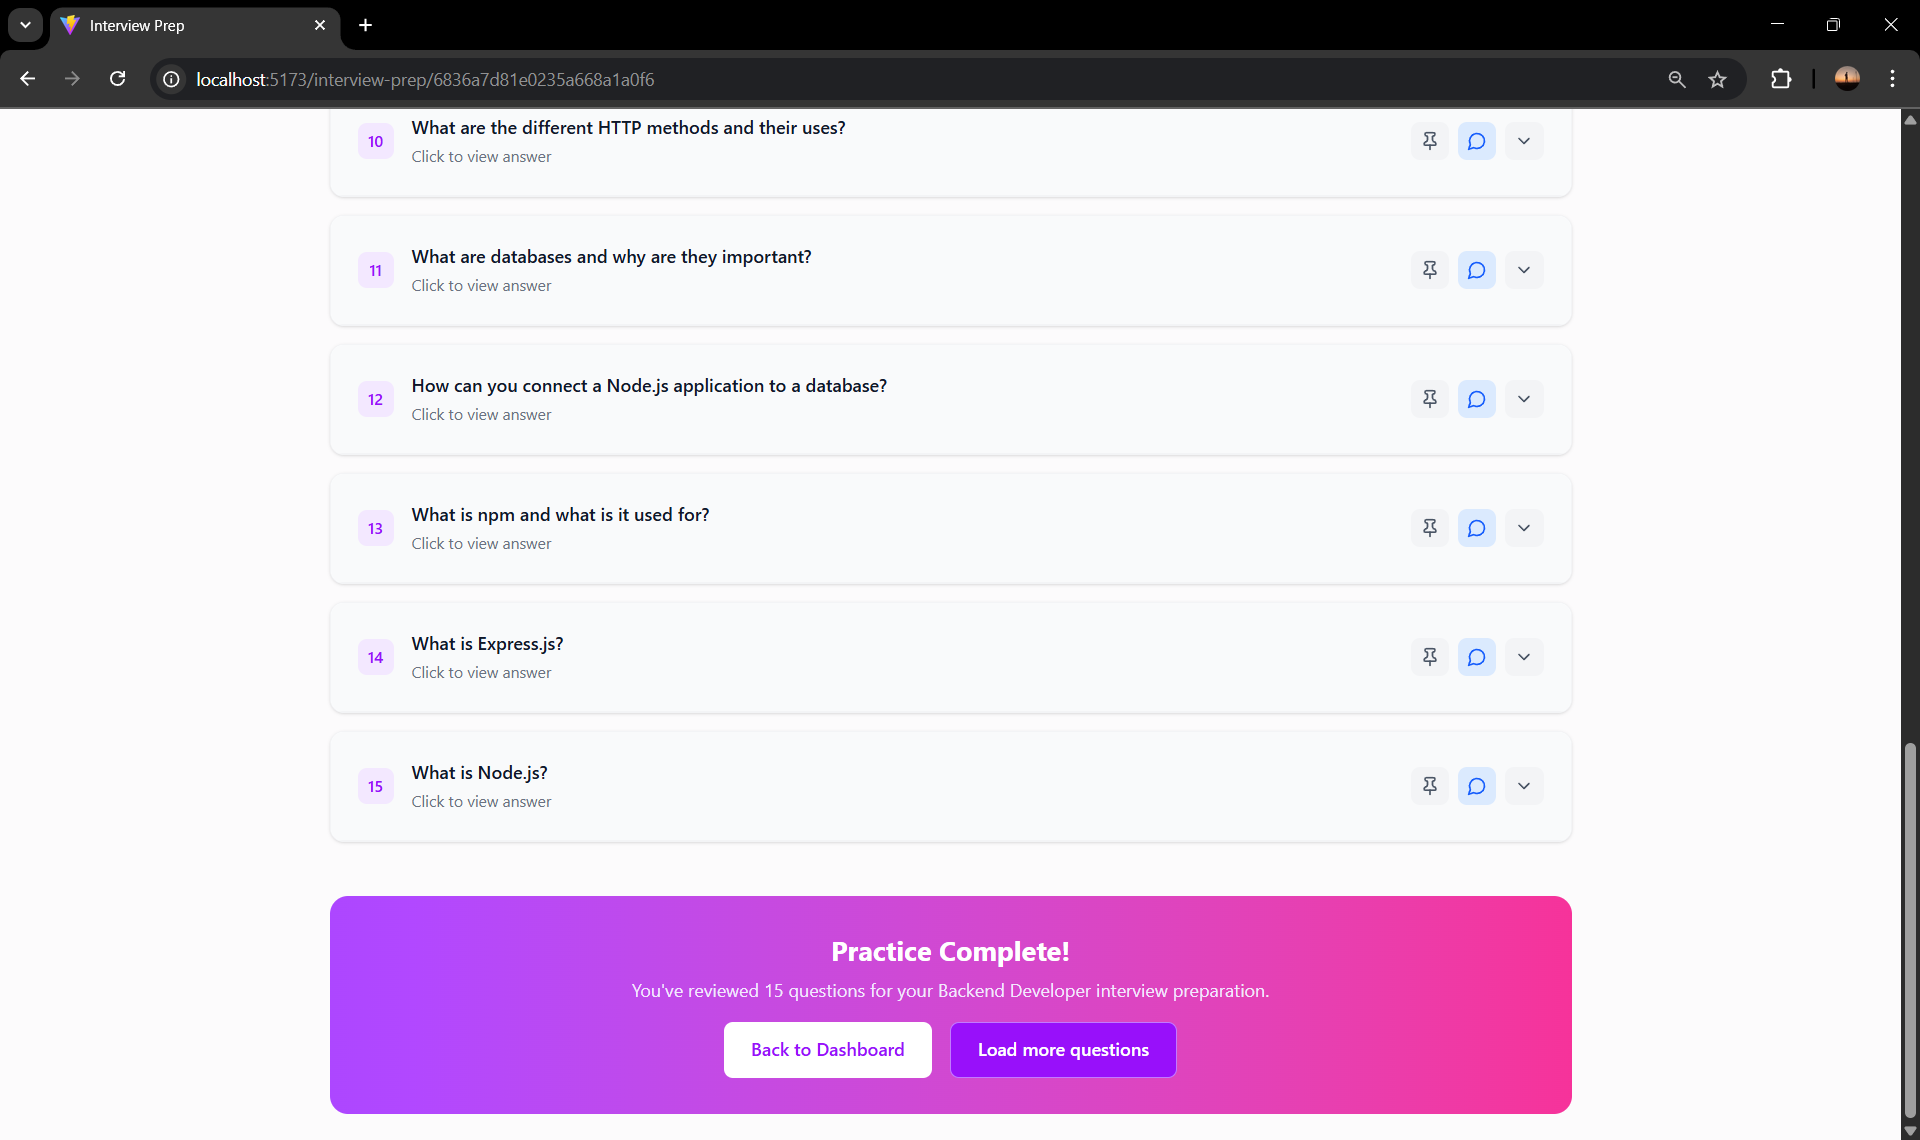 Interview Prep
localhost:5173/interview-prep/6836a7d81e0235a668a1a0f6
10
What are the different HTTP methods and their uses?
Click to view answer
11
What are databases and why are they important?
Click to view answer
12
How can you connect a Node.js application to a database?
Click to view answer
13
What is npm and what is it used for?
Click to view answer
14
What is Express.js?
Click to view answer
15
What is Node.js?
Click to view answer
Practice Complete!
You've reviewed 15 questions for your Backend Developer interview preparation.
Back to Dashboard
Load more questions